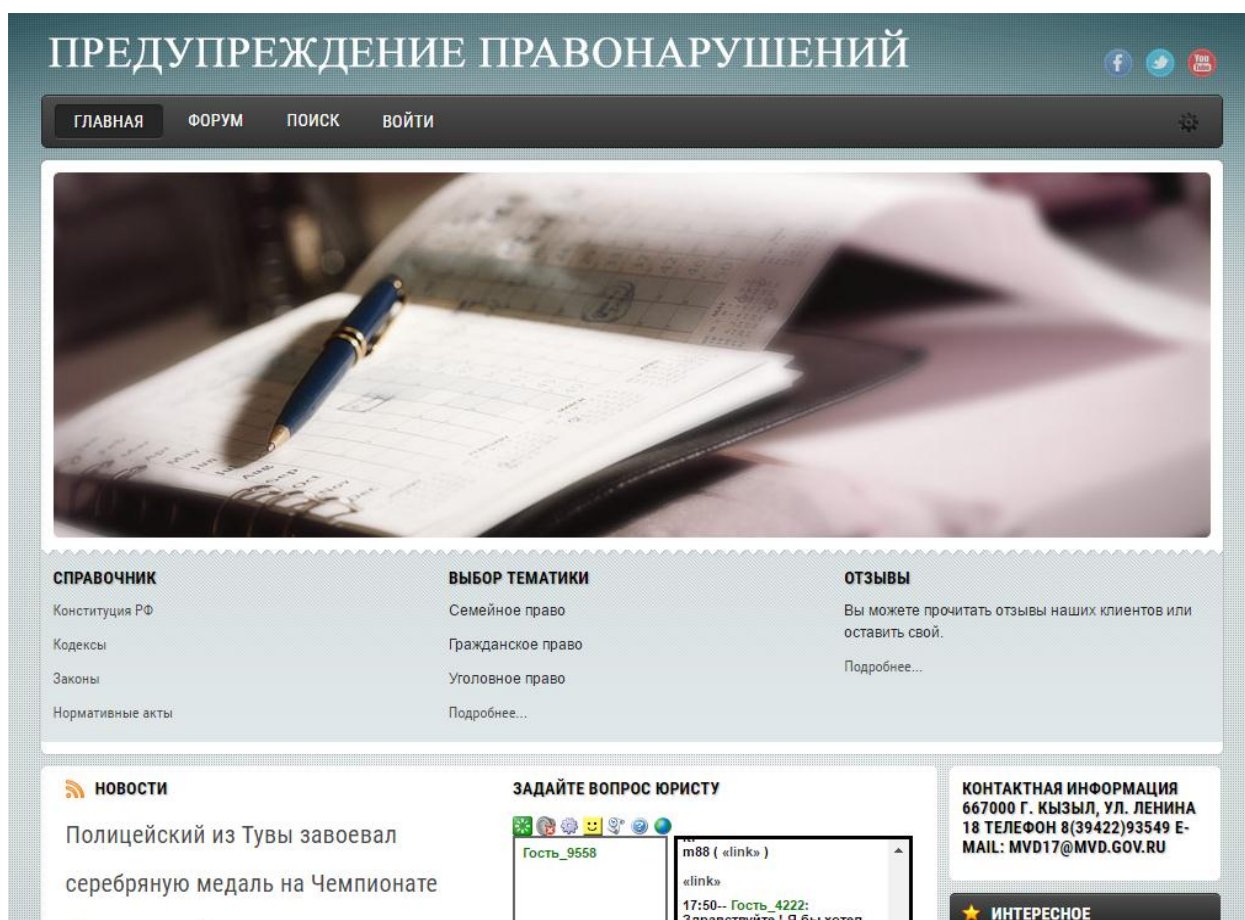 ПРЕДУПРЕЖДЕНИЕ ПРАВОНАРУШЕНИЙ
ГЛАВНАЯ ФОРУМ ПОИСК ВОЙТИ
СПРАВОЧНИК
Конституция РФ
Кодексы
Законы
Нормативные акты
ВЫБОР ТЕМАТИКИ
Семейное право
Гражданское право
Уголовное право
Подробнее...
ОТЗЫВЫ
Вы можете прочитать отзывы наших клиентов или
оставить свой.
Подробнее...
НОВОСТИ
Полицейский из Тувы завоевал
серебряную медаль на Чемпионате
ЗАДАЙТЕ ВОПРОС ЮРИСТУ
Гость_9558
m88 ( «link» )
«link»
17:50-- Гость_4222:
Здравствуйте ! Я бы хотел
КОНТАКТНАЯ ИНФОРМАЦИЯ
667000 Г. КЫЗЫЛ, УЛ. ЛЕНИНА
18 ТЕЛЕФОН 8(39422)93549 E-
MAIL: MVD17@MVD.GOV.RU
ИНТЕРЕСНОЕ